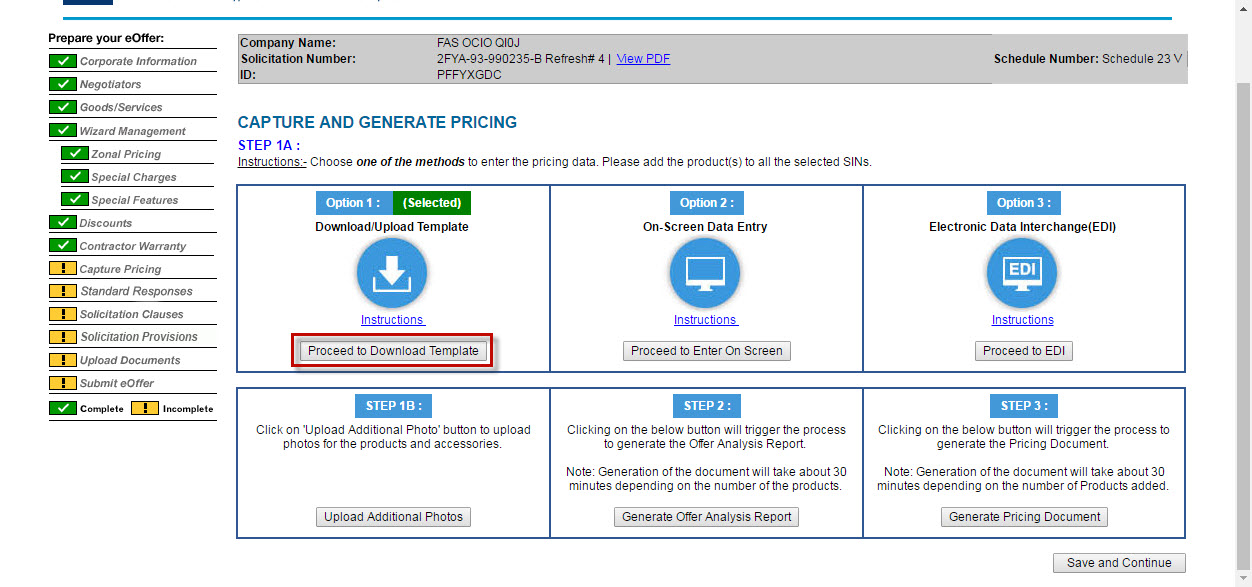 Prepare your eOffer:
Corporate Information
Negotiators
Goods/Services
Wizard Management
Zonal Pricing
Special Charges
Special Features
Discounts
Contractor Warranty
Capture Pricing
Standard Responses
Solicitation Clauses
Solicitation Provisions
Upload Documents
Submit eOffer
Complete ! Incomplete
Company Name: FAS OCIO QI0J
Solicitation Number: 2FYA-93-990235-B Refresh# 4 | View PDF
Schedule Number: Schedule 23 V
ID: PFFYXGDC
CAPTURE AND GENERATE PRICING
STEP 1A :
Instructions:- Choose one of the methods to enter the pricing data. Please add the product(s) to all the selected SINs.
Option 1 : (Selected)
Download/Upload Template
Instructions
Proceed to Download Template
Option 2 :
On-Screen Data Entry
Instructions
Proceed to Enter On Screen
Option 3 :
Electronic Data Interchange(EDI)
EDI
Instructions
Proceed to EDI
STEP 1B :
Click on 'Upload Additional Photo' button to upload
photos for the products and accessories.
Upload Additional Photos
STEP 2 :
Clicking on the below button will trigger the process
to generate the Offer Analysis Report.
Note: Generation of the document will take about 30
minutes depending on the number of the products.
Generate Offer Analysis Report
STEP 3 :
Clicking on the below button will trigger the process to
generate the Pricing Document.
Note: Generation of the document will take about 30
minutes depending on the number of Products added.
Generate Pricing Document
Save and Continue